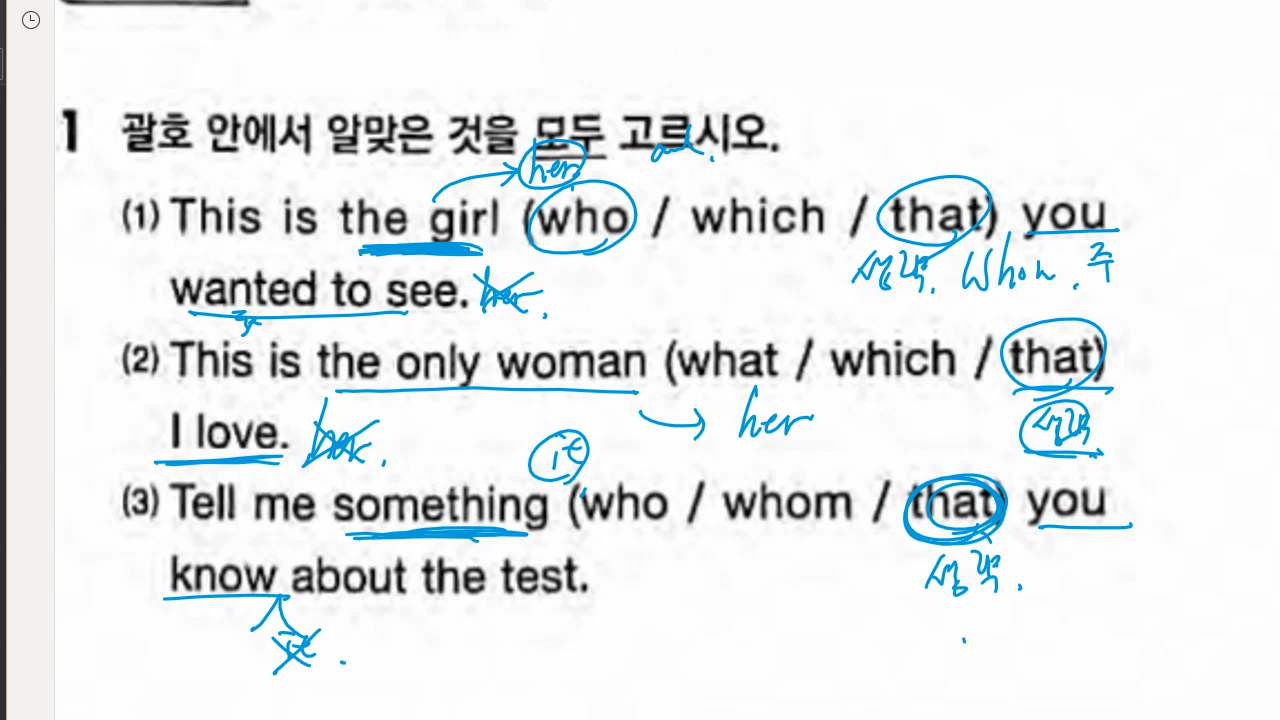 1 괄호 안에서 알맞은 것을 모두 고르시오.
her
(1) This is the girl (who / which / that) you
생략. whom. 주
wanted to see. her.
(2) This is the only woman (what / which / that)
her 생략
I love. her.
it
(3) Tell me something (who / whom / that) you
생략.
know about the test.
it.